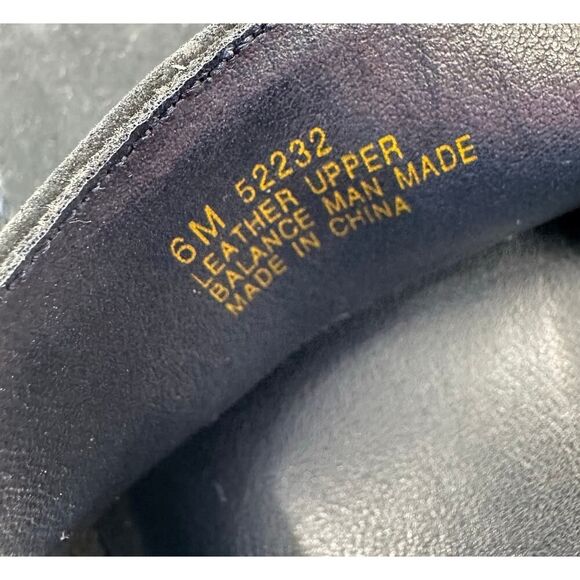 6M 52232
LEATHER UPPER
BALANCE MAN MADE
MADE IN CHINA